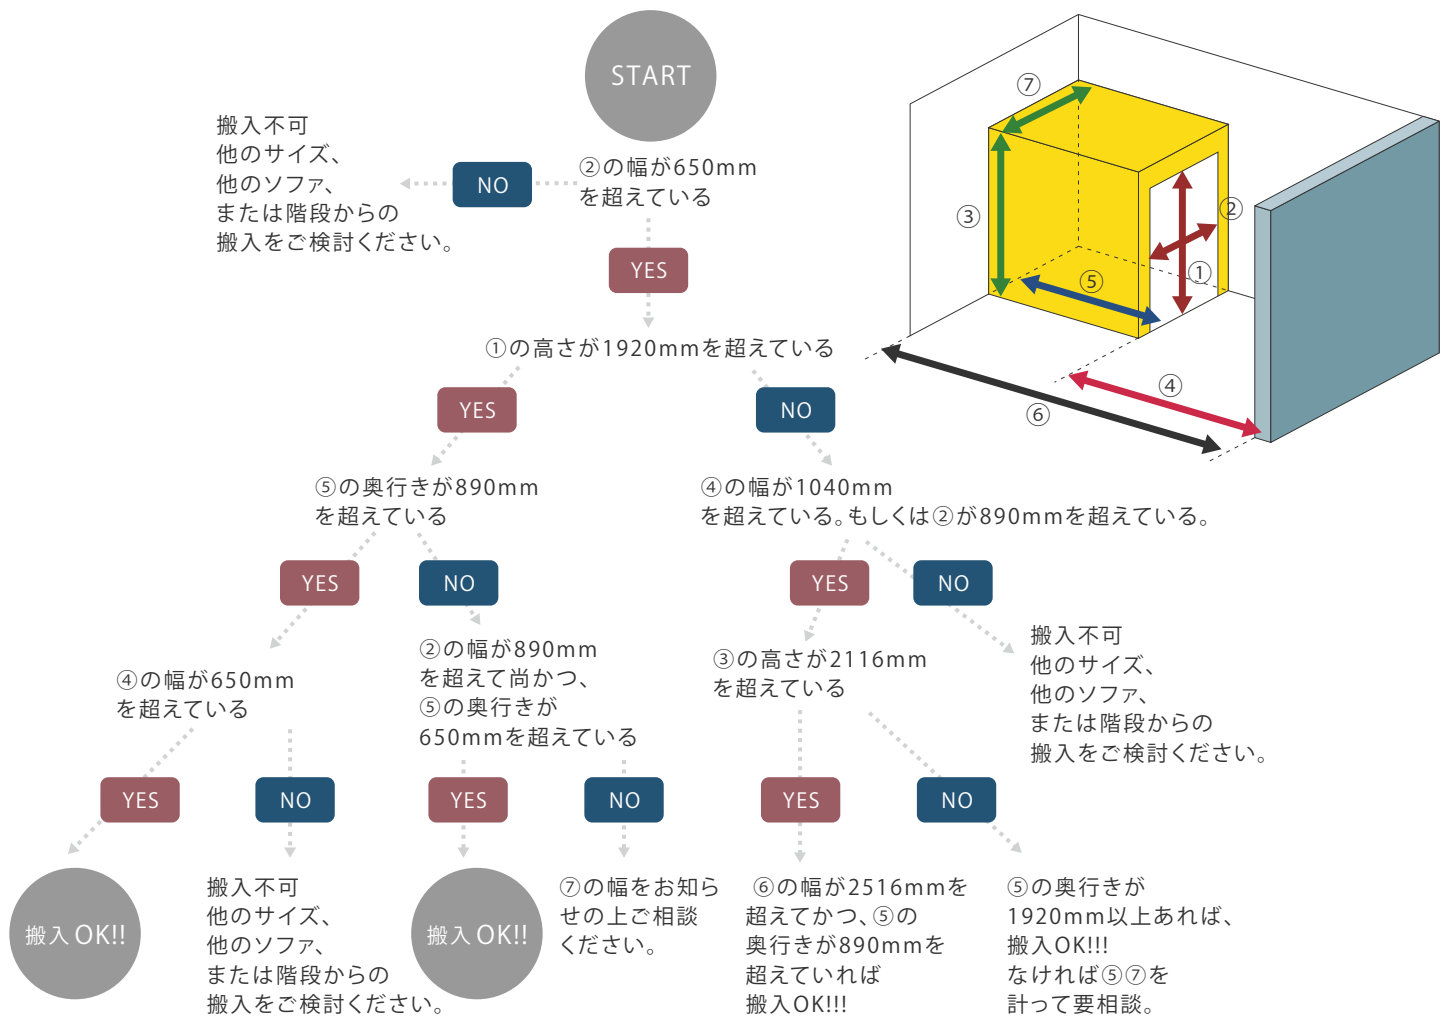 START
搬入不可
他のサイズ、
他のソファ、
または階段からの
搬入をご検討ください。
NO
②の幅が650mm
を超えている
YES
①の高さが1920mmを超えている
YES
NO
⑤の奥行きが890mm
を超えている
④の幅が1040mm
を超えている。もしくは②が890mmを超えている。
YES
NO
YES
NO
④の幅が650mm
を超えている
②の幅が890mm
を超えて尚かつ、
⑤の奥行きが
650mmを超えている
③の高さが2116mm
を超えている
搬入不可
他のサイズ、
他のソファ、
または階段からの
搬入をご検討ください。
YES
NO
YES
NO
YES
NO
搬入OK!!
搬入不可
他のサイズ、
他のソファ、
または階段からの
搬入をご検討ください。
搬入OK!!
⑦の幅をお知ら
せの上ご相談
ください。
⑥の幅が2516mmを
超えてかつ、⑤の
奥行きが890mmを
超えていれば
搬入OK!!!
⑤の奥行きが
1920mm以上あれば、
搬入OK!!!
なければ⑤⑦を
計って要相談。
⑦
③
②
①
⑤
④
⑥